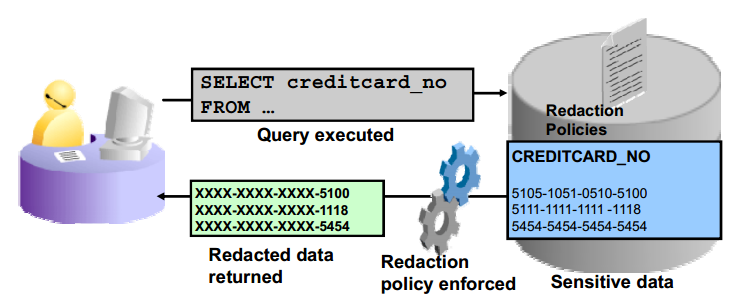 SELECT creditcard_no
FROM …
Query executed
Redaction
Policies
CREDITCARD_NO
5105-1051-0510-5100
5111-1111-1111 -1118
5454-5454-5454-5454
Sensitive data
Redaction
policy enforced
XXXX-XXXX-XXXX-5100
XXXX-XXXX-XXXX-1118
XXXX-XXXX-XXXX-5454
Redacted data
returned